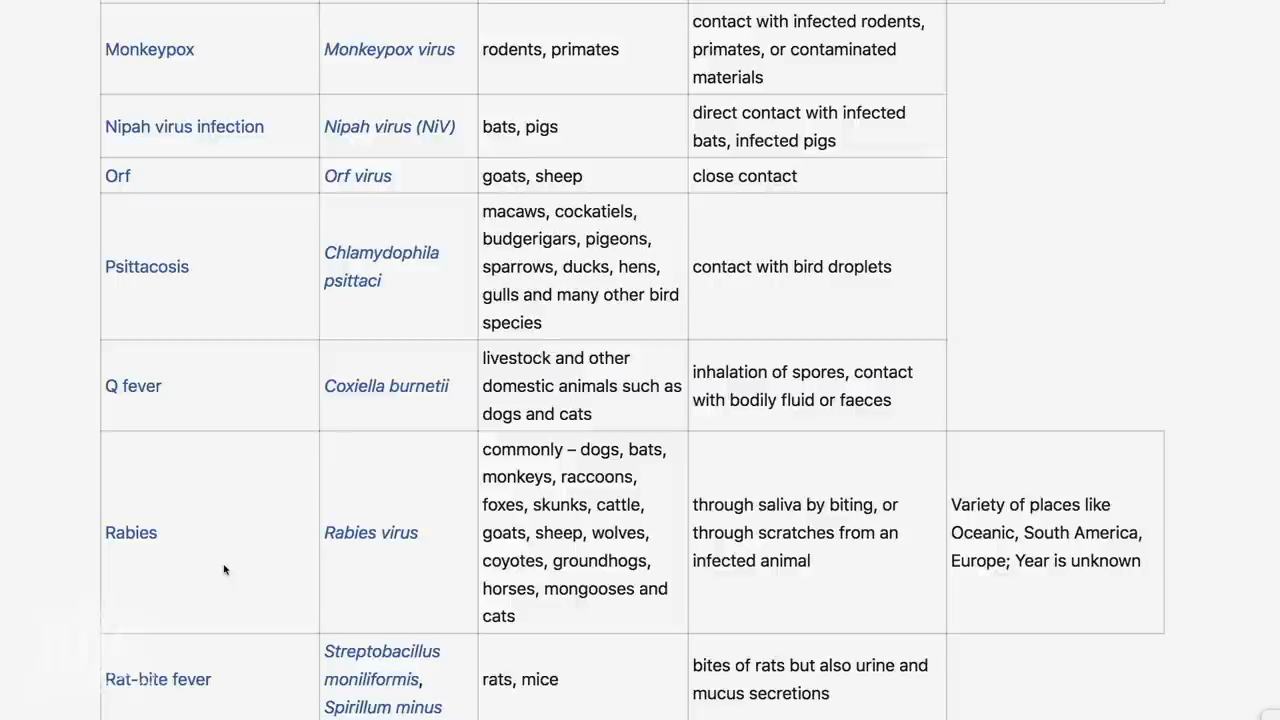 Monkeypox
Monkeypox virus
rodents, primates
contact with infected rodents,
primates, or contaminated
materials
Nipah virus infection
Nipah virus (NiV)
bats, pigs
direct contact with infected
bats, infected pigs
Orf
Orf virus
goats, sheep
close contact
Psittacosis
Chlamydophila
psittaci
macaws, cockatiels,
budgerigars, pigeons,
sparrows, ducks, hens,
gulls and many other bird
species
contact with bird droplets
Q fever
Coxiella burnetii
livestock and other
domestic animals such as
dogs and cats
inhalation of spores, contact
with bodily fluid or faeces
Rabies
Rabies virus
commonly – dogs, bats,
monkeys, raccoons,
foxes, skunks, cattle,
goats, sheep, wolves,
coyotes, groundhogs,
horses, mongooses and
cats
through saliva by biting, or
through scratches from an
infected animal
Variety of places like
Oceanic, South America,
Europe; Year is unknown
Rat-bite fever
Streptobacillus
moniliformis,
Spirillum minus
rats, mice
bites of rats but also urine and
mucus secretions